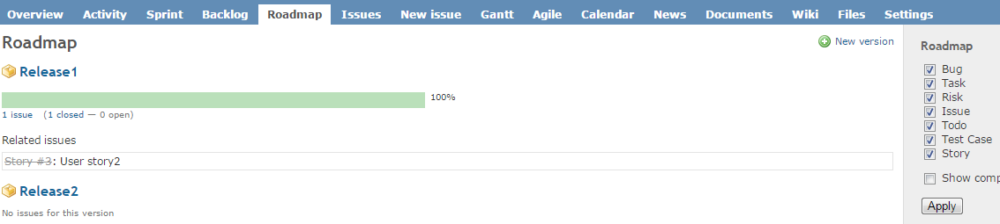 Overview Activity Sprint Backlog Roadmap Issues New issue Gantt Agile Calendar News Documents Wiki Files Settings
Roadmap
New version
Release1
100%
1 issue (1 closed — 0 open)
Related issues
Story #3: User story2
Release2
No issues for this version
Roadmap
Bug
Task
Risk
Issue
Todo
Test Case
Story
Show comp
Apply